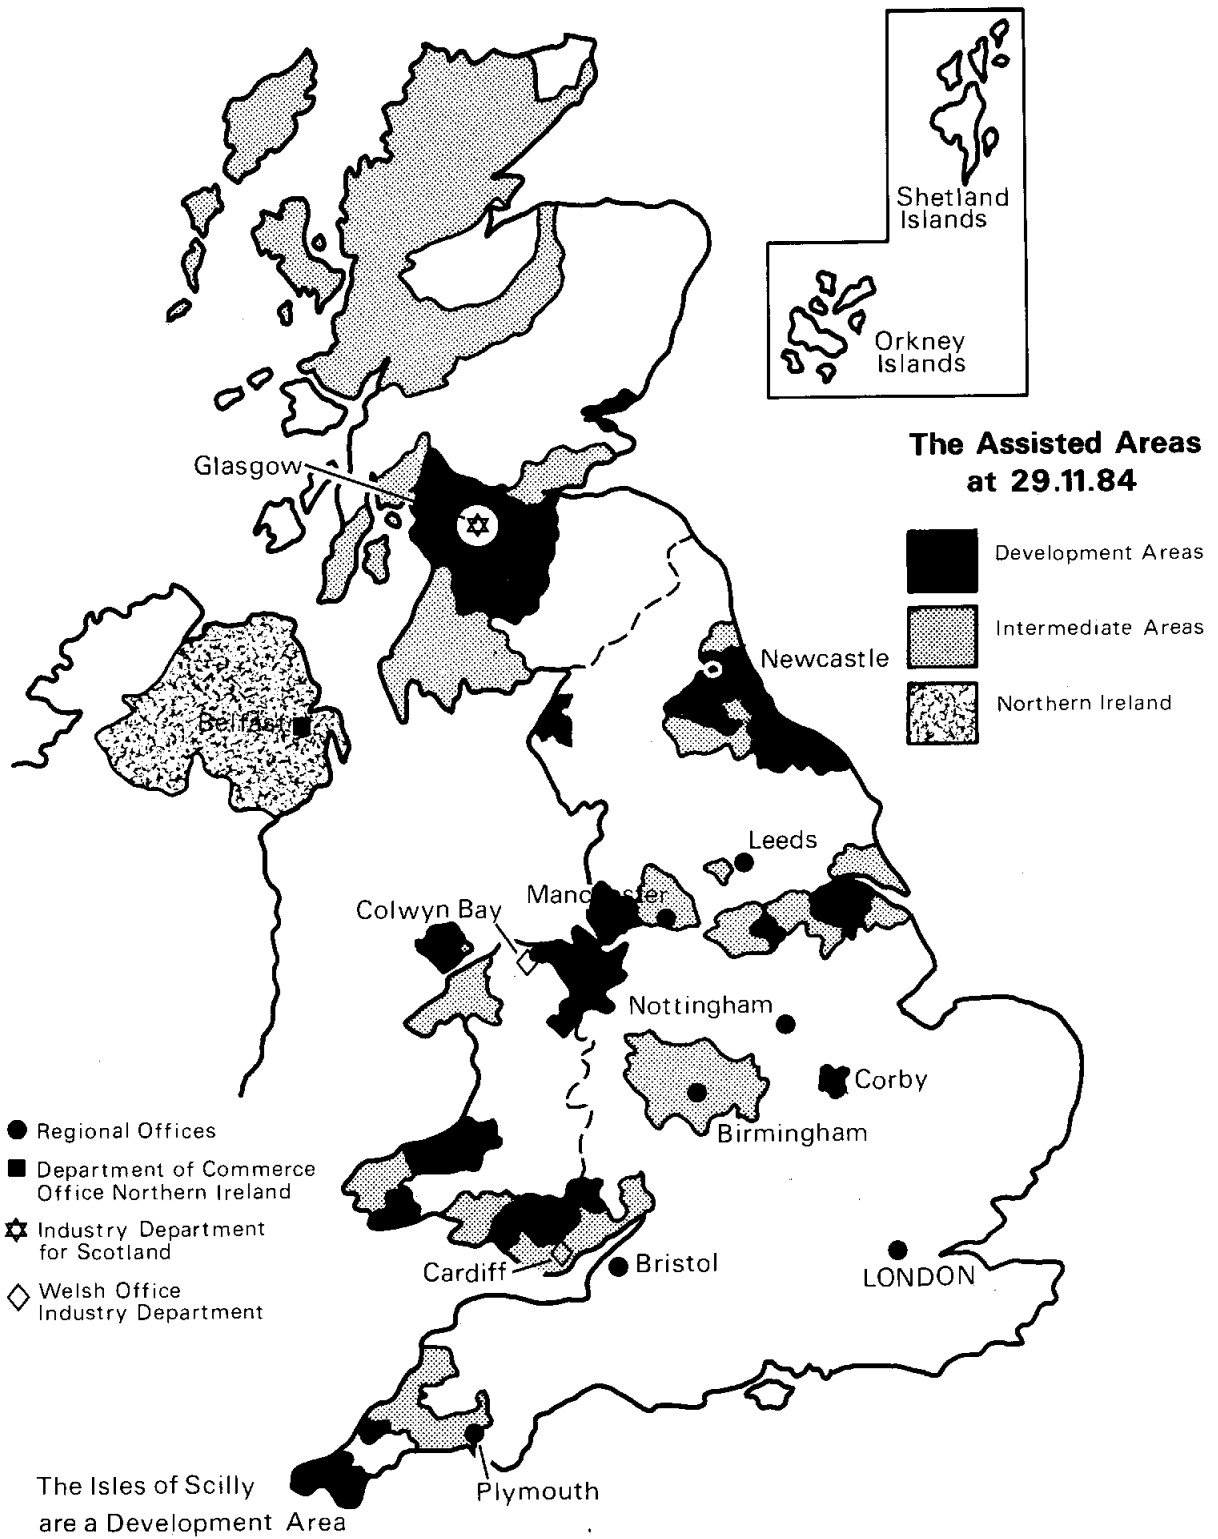 Shetland
Islands
Orkney
Islands
The Assisted Areas
at 29.11.84
Development Areas
Intermediate Areas
Northern Ireland
Glasgow
Newcastle
Belfast
Leeds
Manchester
Colwyn Bay
Nottingham
Corby
Birmingham
Regional Offices
Department of Commerce
Office Northern Ireland
Industry Department
for Scotland
Welsh Office
Industry Department
Cardiff
Bristol
LONDON
Plymouth
The Isles of Scilly
are a Development Area